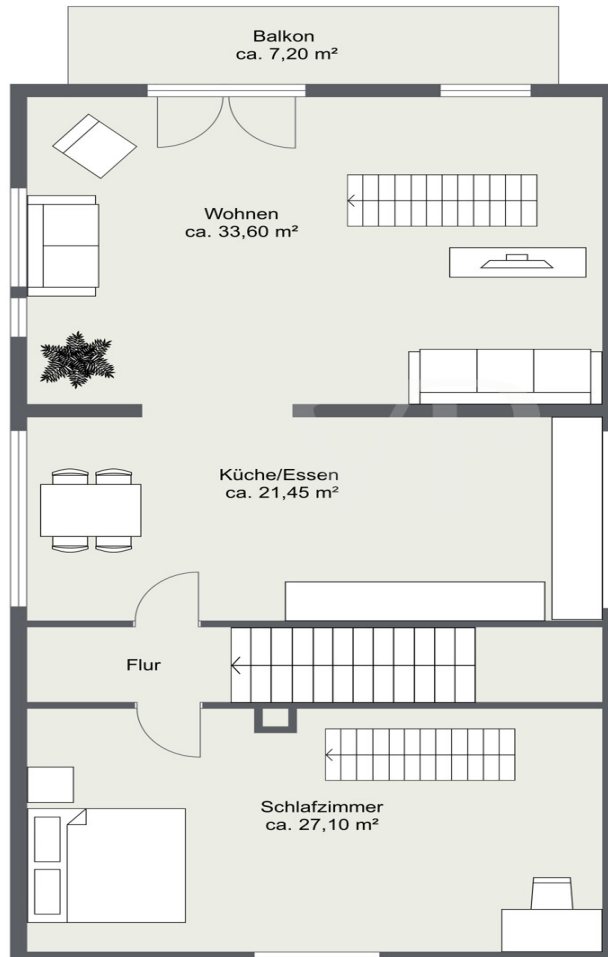 Balkon
ca. 7,20 m²
Wohnen
ca. 33,60 m²
Küche/Essen
ca. 21,45 m²
Flur
Schlafzimmer
ca. 27,10 m²